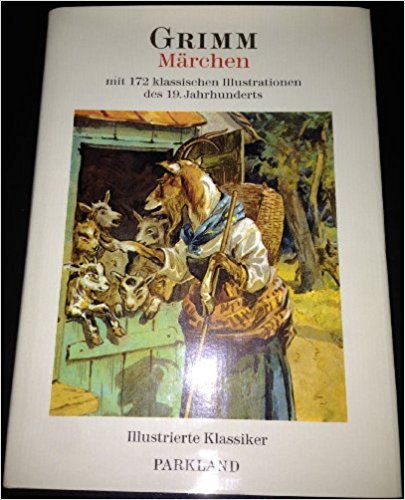 GRIMM
Märchen
mit 172 klassischen Illustrationen
des 19. Jahrhunderts
Illustrierte Klassiker
PARKLAND